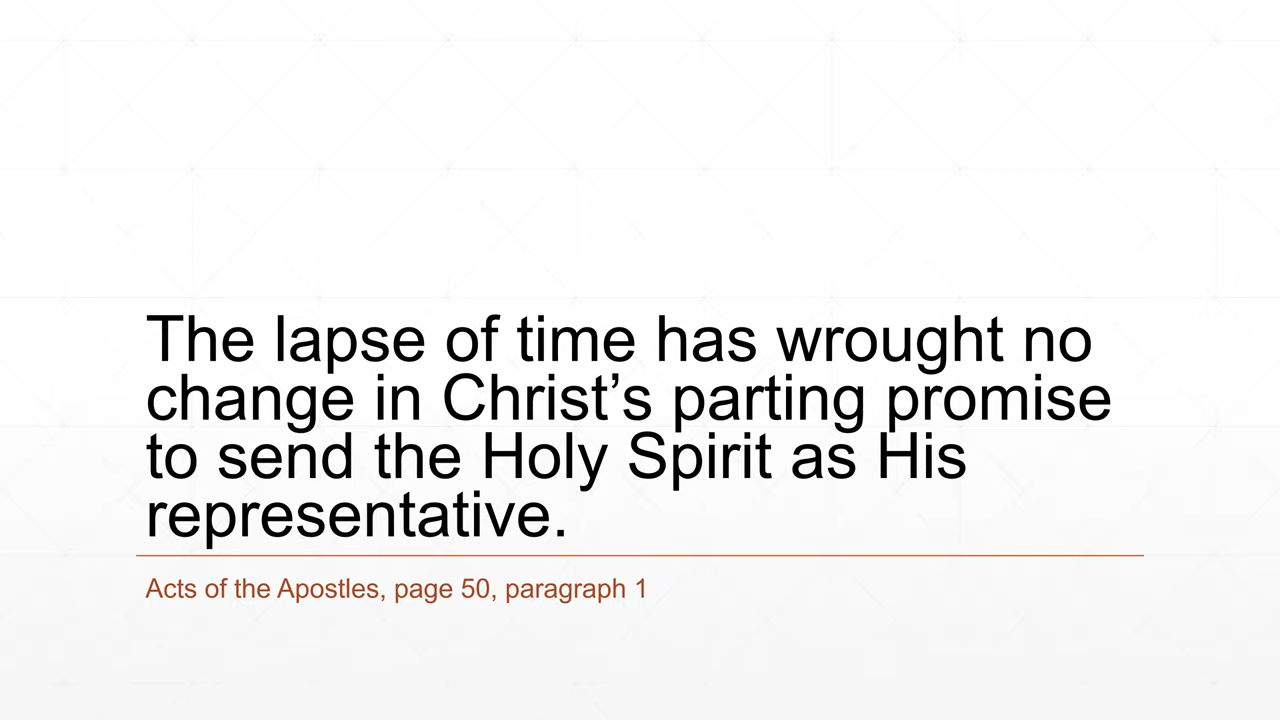 The lapse of time has wrought no
change in Christ’s parting promise
to send the Holy Spirit as His
representative.
Acts of the Apostles, page 50, paragraph 1